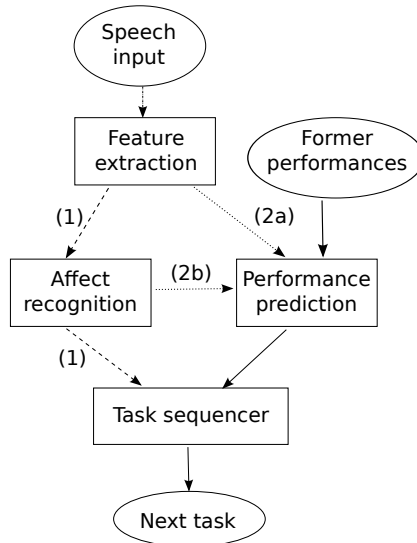 Speech
input
Feature
extraction
Former
performances
(1)
(2a)
Affect
recognition
(2b)
Performance
prediction
(1)
Task sequencer
Next task